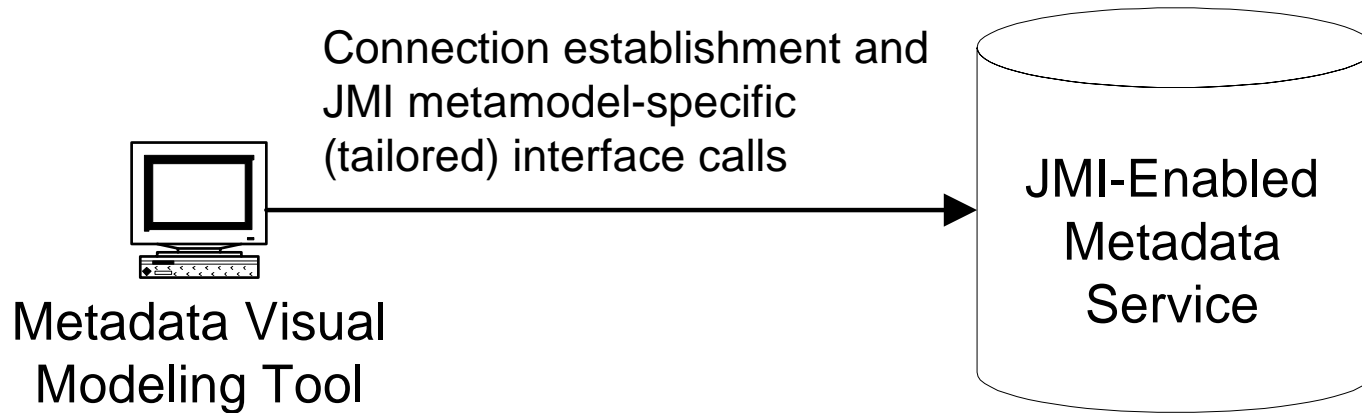 Connection establishment and
JMI metamodel-specific
(tailored) interface calls
JMI-Enabled
Metadata
Service
Metadata Visual
Modeling Tool